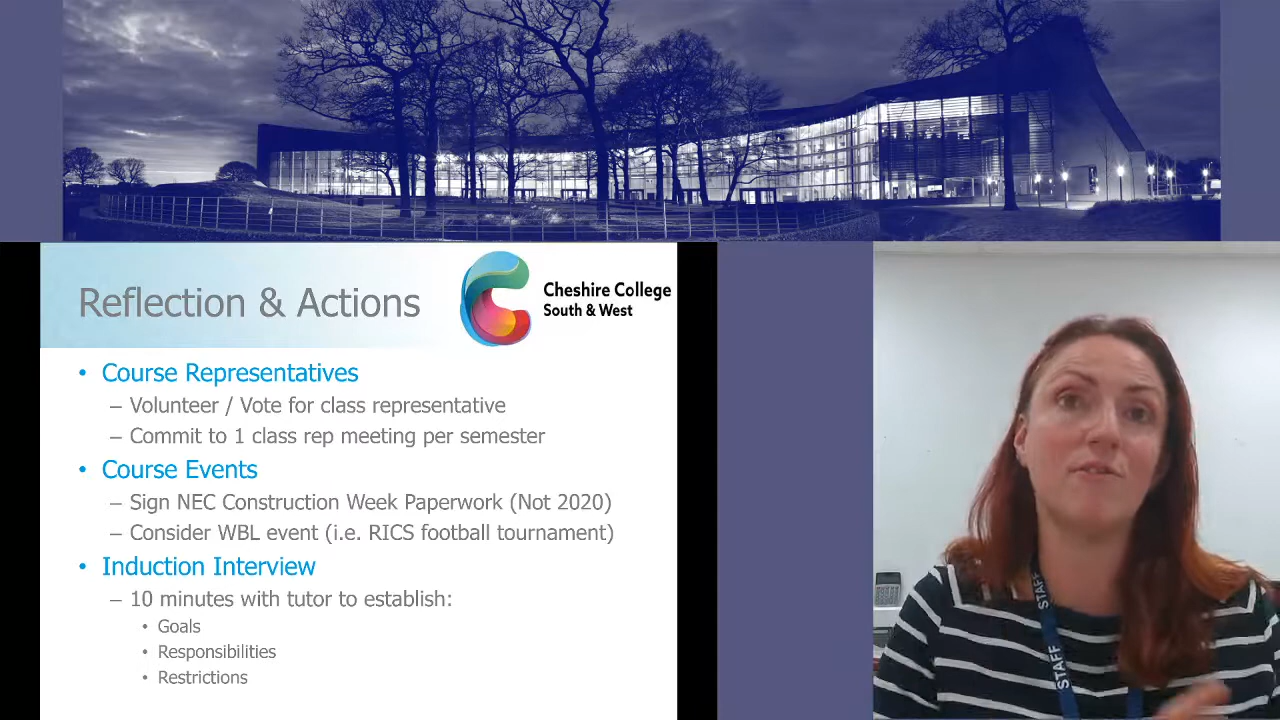 Reflection & Actions
Cheshire College
South & West
• Course Representatives
– Volunteer / Vote for class representative
– Commit to 1 class rep meeting per semester
• Course Events
– Sign NEC Construction Week Paperwork (Not 2020)
– Consider WBL event (i.e. RICS football tournament)
• Induction Interview
– 10 minutes with tutor to establish:
• Goals
• Responsibilities
• Restrictions
STAFF
STAFF